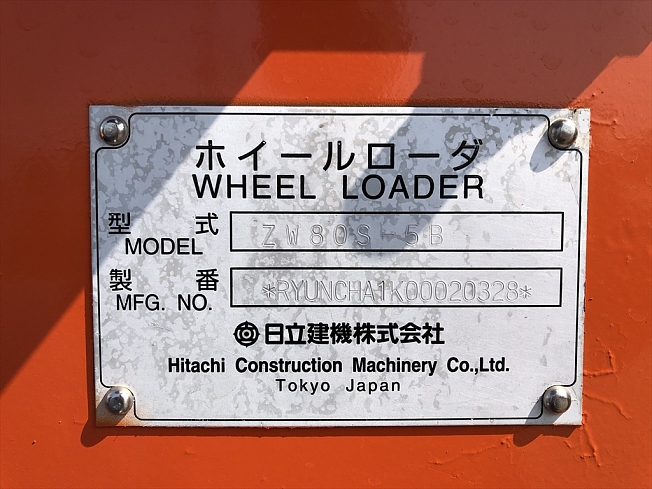 ホイールローダ
WHEEL LOADER
型 式
MODEL
ZW80S-5B
製 番
MFG. NO.
*RYUNCHA1K00020328*
日立建機株式会社
Hitachi Construction Machinery Co.,Ltd.
Tokyo Japan